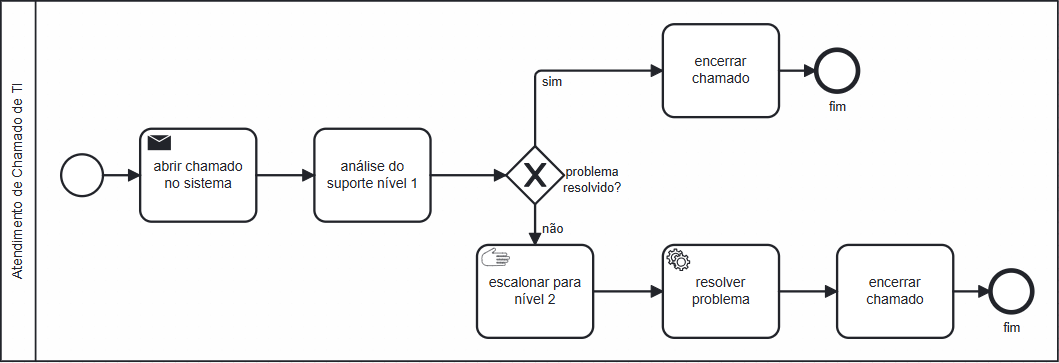 Atendimento de Chamado de TI
abrir chamado
no sistema
análise do
suporte nível 1
problema
resolvido?
sim
encerrar
chamado
fim
não
escalonar para
nível 2
resolver
problema
encerrar
chamado
fim